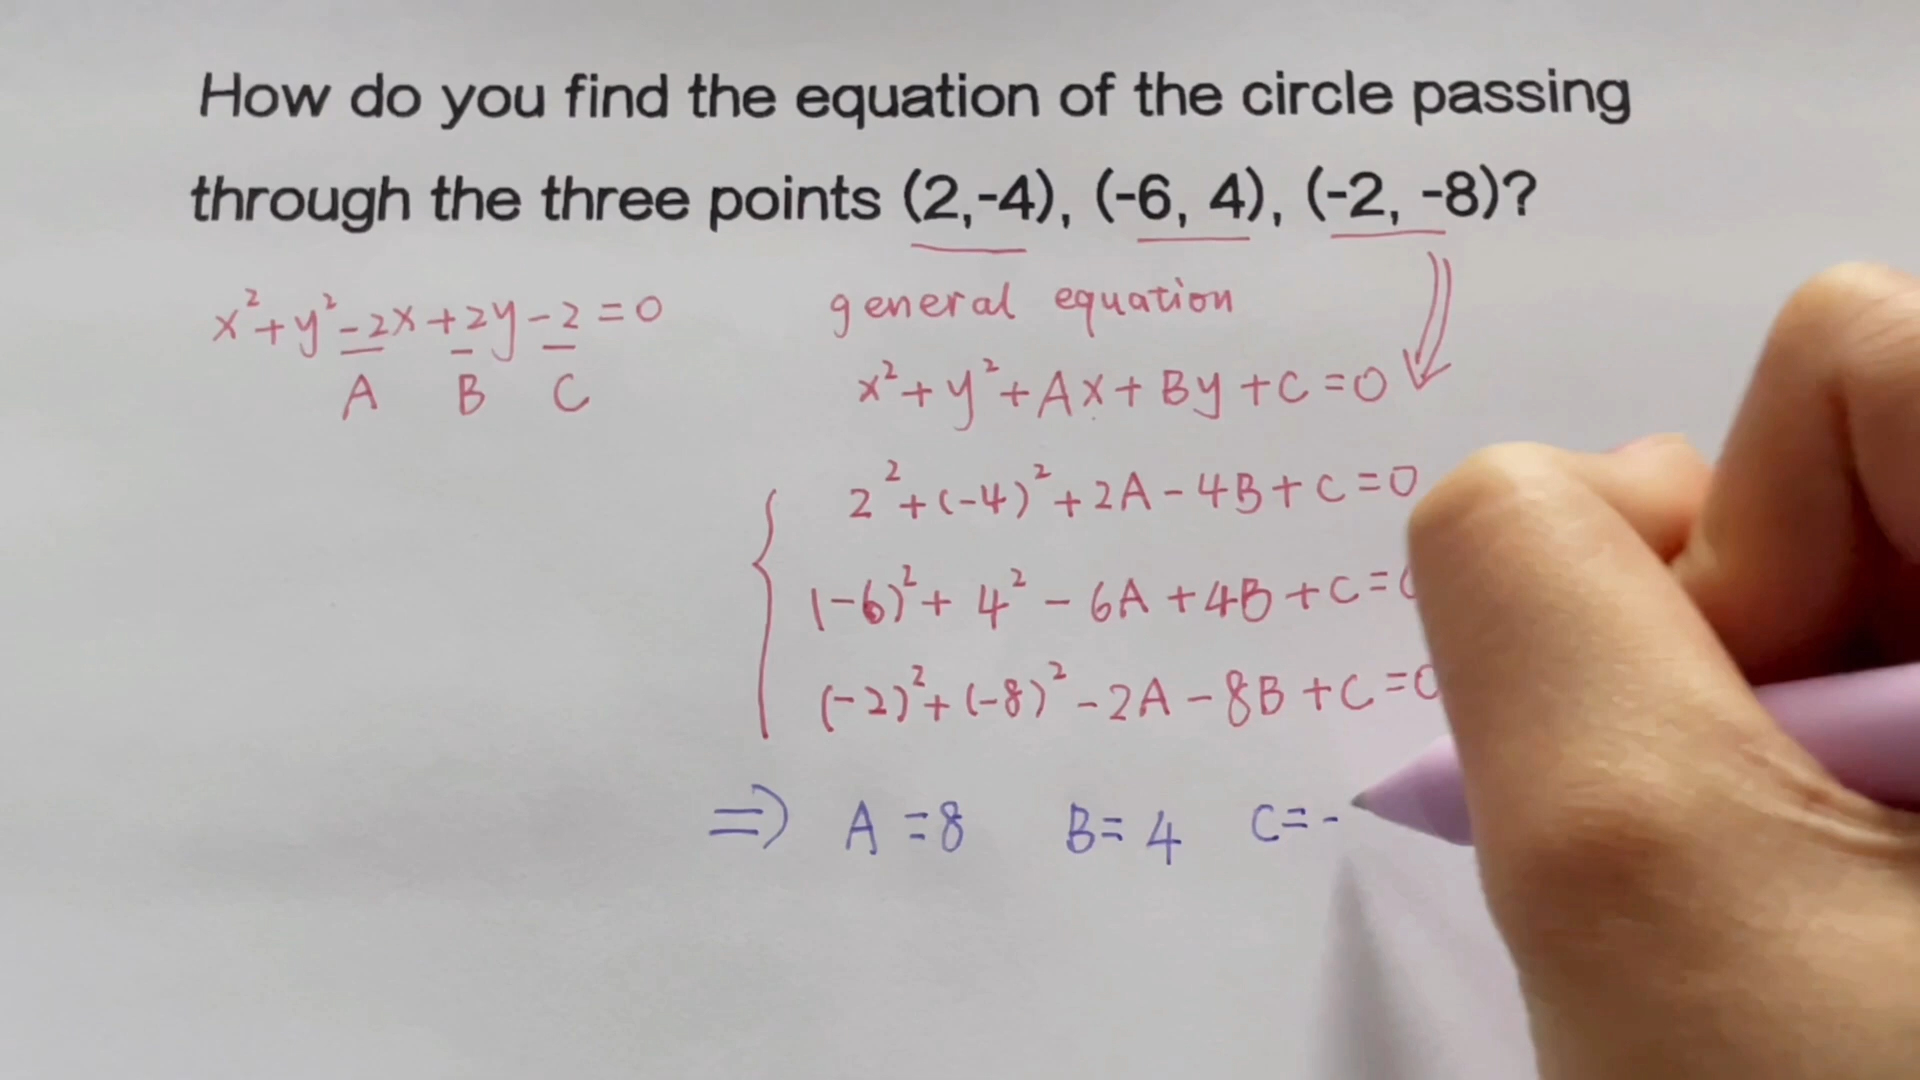 How do you find the equation of the circle passing
through the three points (2,-4), (-6, 4), (-2, -8)?
x²+y²-2x+2y-2=0
A B C
general equation
x²+y²+Ax+By+C=0
2²+(-4)²+2A-4B+C=0
(-6)²+4²-6A+4B+C=0
(-2)²+(-8)²-2A-8B+C=0
⇒ A=8 B=4 C=-